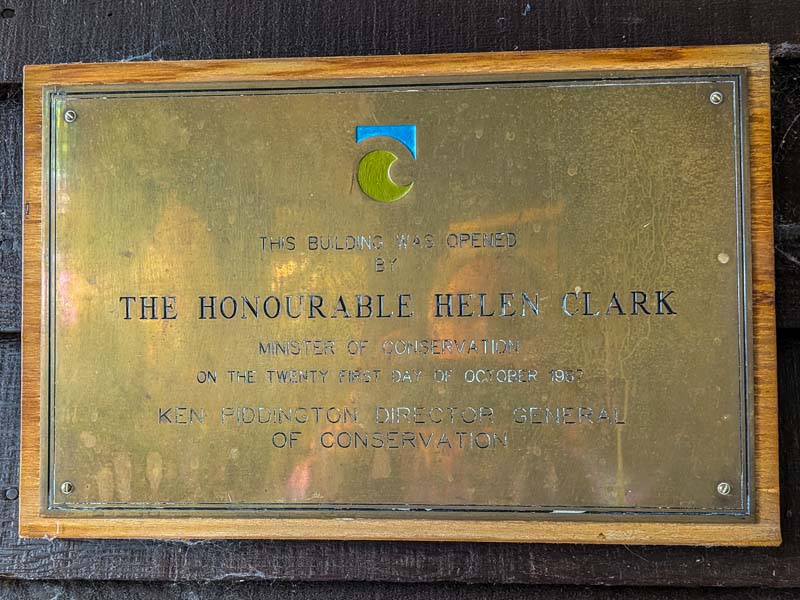 THIS BUILDING WAS OPENED
BY
THE HONOURABLE HELEN CLARK
MINISTER OF CONSERVATION
ON THE TWENTY FIRST DAY OF OCTOBER 1987
KEN PIDDINGTON DIRECTOR GENERAL
OF CONSERVATION